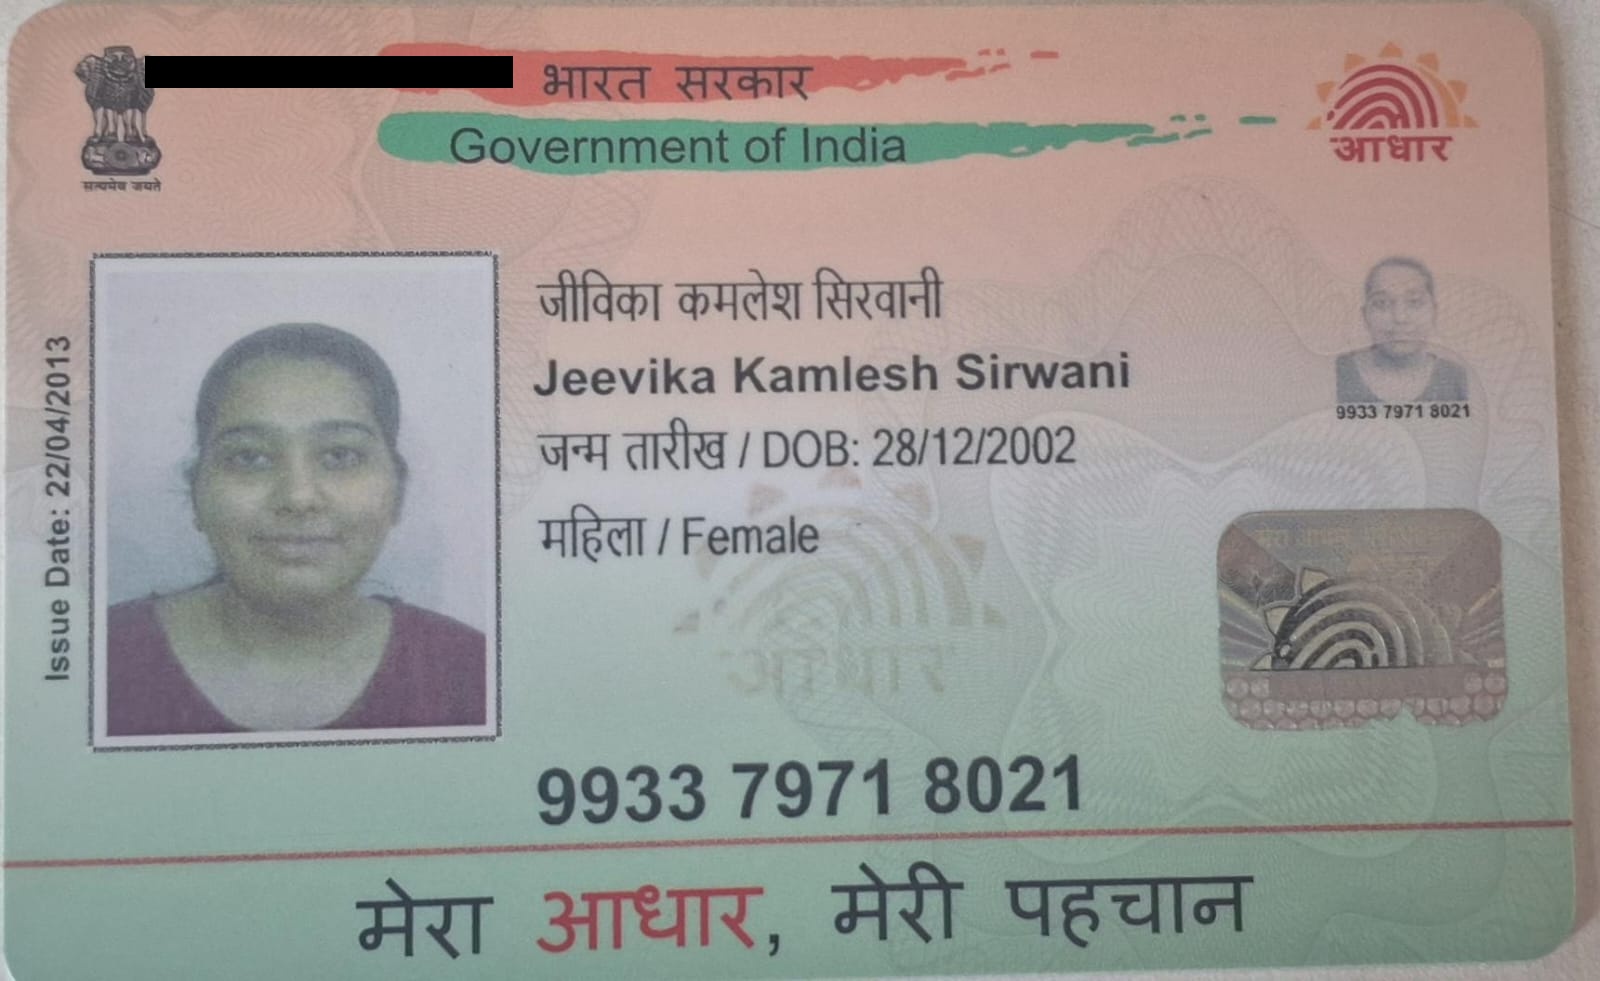 भारत सरकार
Government of India
आधार
सत्यमेव जयते
Issue Date: 22/04/2013
जीविका कमलेश सिरवानी
Jeevika Kamlesh Sirwani
जन्म तारीख / DOB: 28/12/2002
महिला / Female
9933 7971 8021
आधार
9933 7971 8021
मेरा आधार, मेरी पहचान